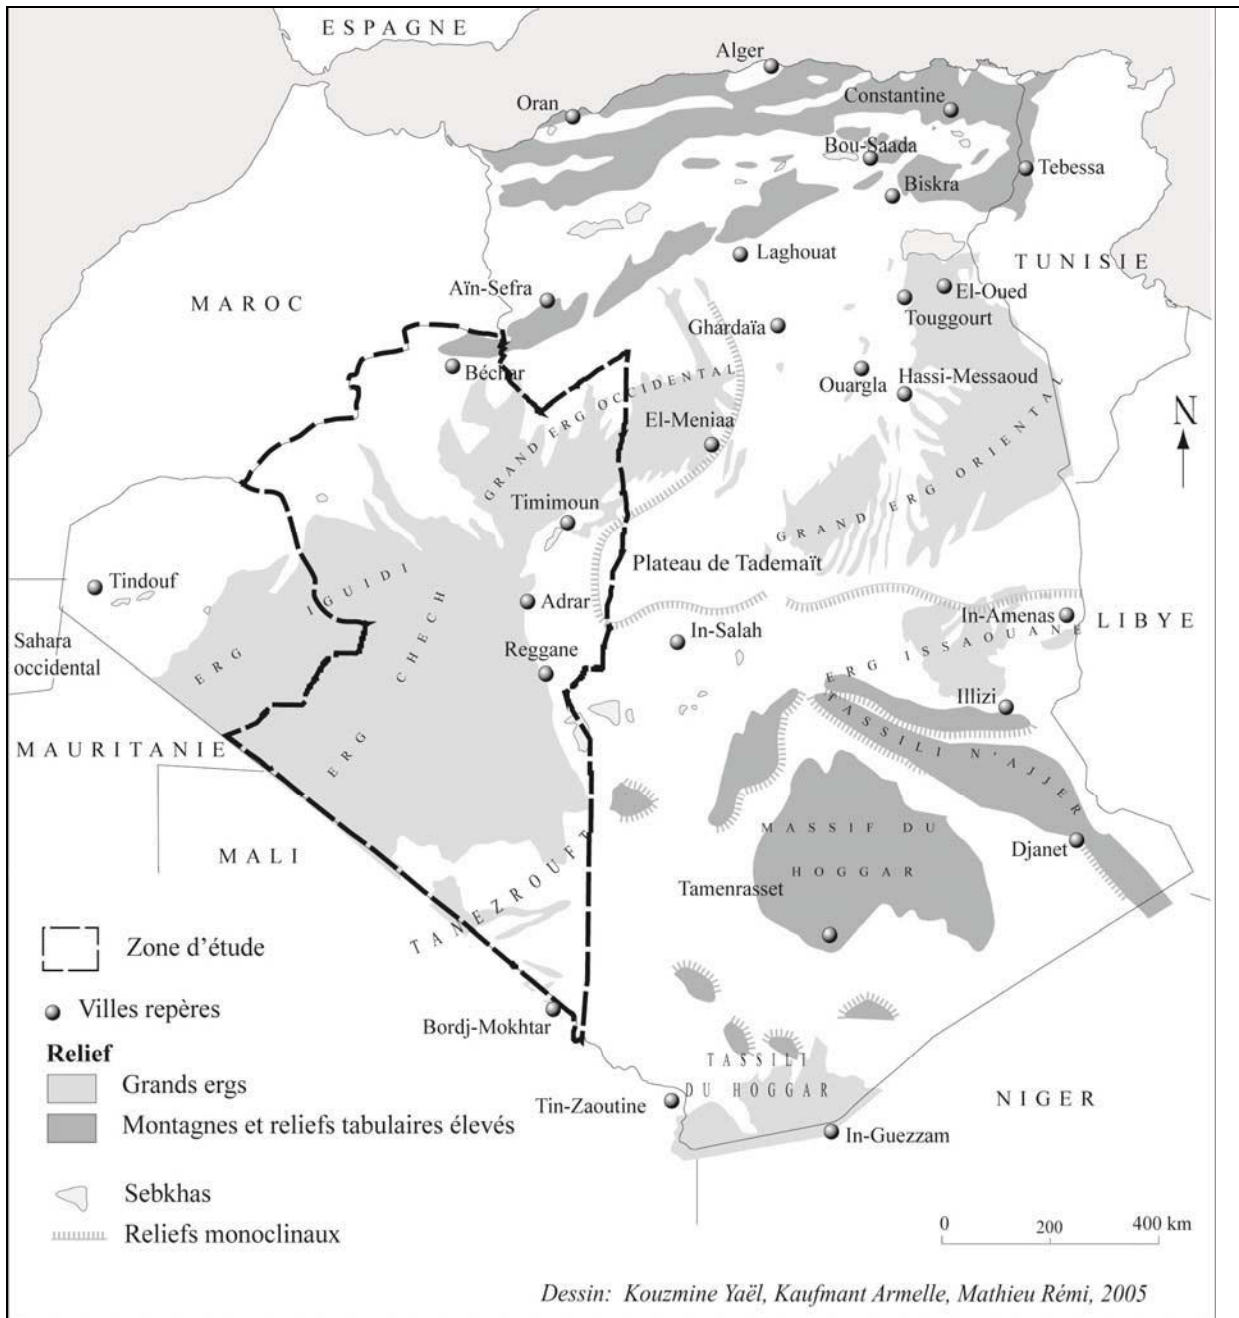 ESPAGNE
Alger
Oran
Constantine
Bou-Saada
Tebessa
Biskra
Laghouat
TUNISIE
MAROC
Aïn-Sefra
El-Oued
Touggourt
Ghardaïa
Béchar
Ouargla
Hassi-Messaoud
GRAND ERG OCCIDENTAL
El-Meniaa
N
GRAND ERG ORIENTAL
Timimoun
Plateau de Tademaït
Tindouf
ERG IGUIDI
ERG CHECH
Adrar
In-Amenas
LIBYE
Sahara
occidental
In-Salah
Reggane
ERG ISSAOUANE
Illizi
TASSILI N'AJJER
MAURITANIE
MASSIF DU
HOGGAR
Djanet
MALI
Tamenrasset
TANEZROUFT
Zone d'étude
Villes repères
Bordj-Mokhtar
Relief
TASSILI
DU HOGGAR
Grands ergs
Tin-Zaoutine
NIGER
Montagnes et reliefs tabulaires élevés
In-Guezzam
Sebkhas
Reliefs monoclinaux
0 200 400 km
Dessin: Kouzmine Yaël, Kaufmant Armelle, Mathieu Rémi, 2005